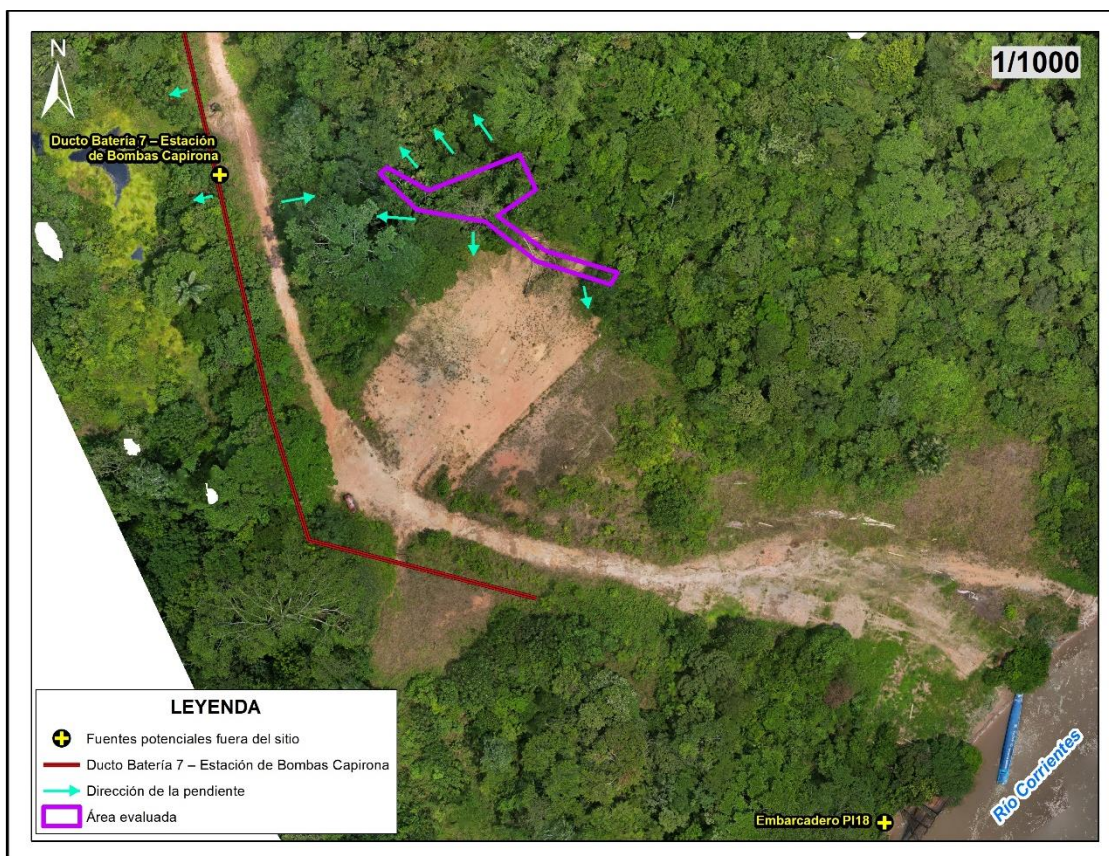 N
1/1000
Ducto Batería 7 – Estación
de Bombas Capirona
Río Corrientes
Embarcadero PI18
LEYENDA
Fuentes potenciales fuera del sitio
Ducto Batería 7 – Estación de Bombas Capirona
Dirección de la pendiente
Área evaluada